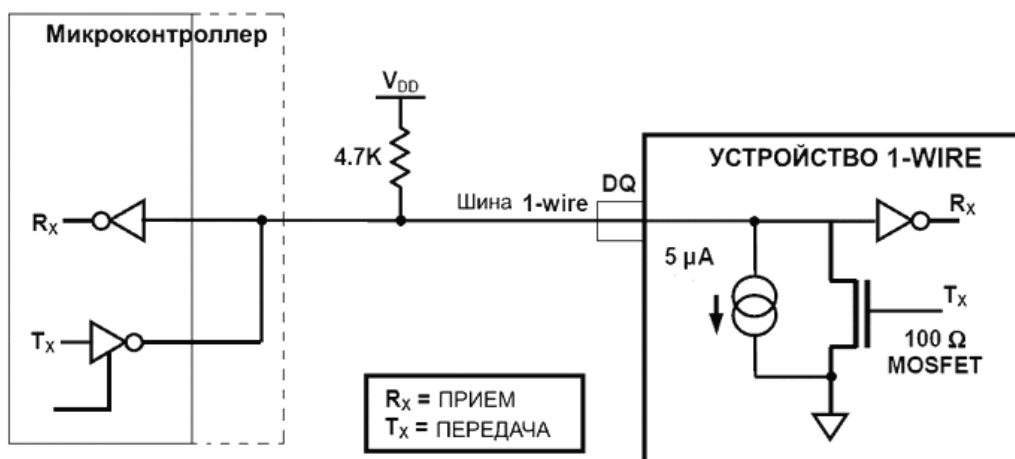 Микроконтроллер
V_DD
4.7K
R_X
T_X
Шина 1-wire
DQ
УСТРОЙСТВО 1-WIRE
R_X
5 µA
T_X
100 Ω
MOSFET
R_X = ПРИЕМ
T_X = ПЕРЕДАЧА